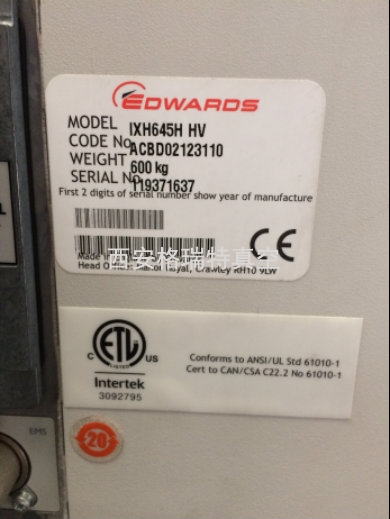 EDWARDS
MODEL IXH645H HV
CODE No. ACBD02123110
WEIGHT 600 kg
SERIAL No. 119371637
First 2 digits of serial number show year of manufacture
西安格瑞特真空
Made in
Head Royal, Crawley RH10 9LW
CE
ETL
C US
LISTED
Intertek
3092795
Conforms to ANSI/UL Std 61010-1
Cert to CAN/CSA C22.2 No 61010-1
EMS
20